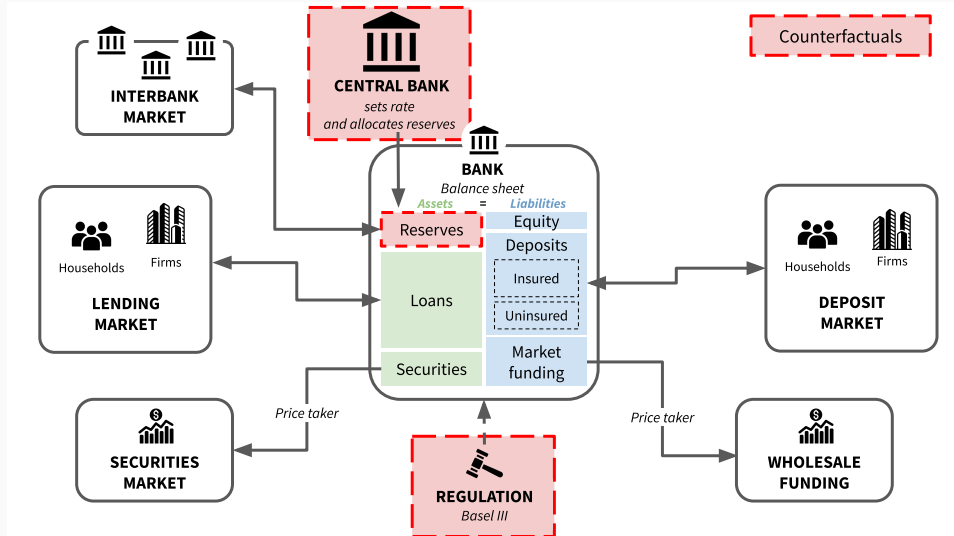 Counterfactuals
CENTRAL BANK
sets rate
and allocates reserves
INTERBANK
MARKET
BANK
Balance sheet
Assets = Liabilities
Reserves
Loans
Securities
Equity
Deposits
Insured
Uninsured
Market
funding
Households
Firms
LENDING
MARKET
Households
Firms
DEPOSIT
MARKET
Price taker
SECURITIES
MARKET
$
Price taker
WHOLESALE
FUNDING
$
REGULATION
Basel III